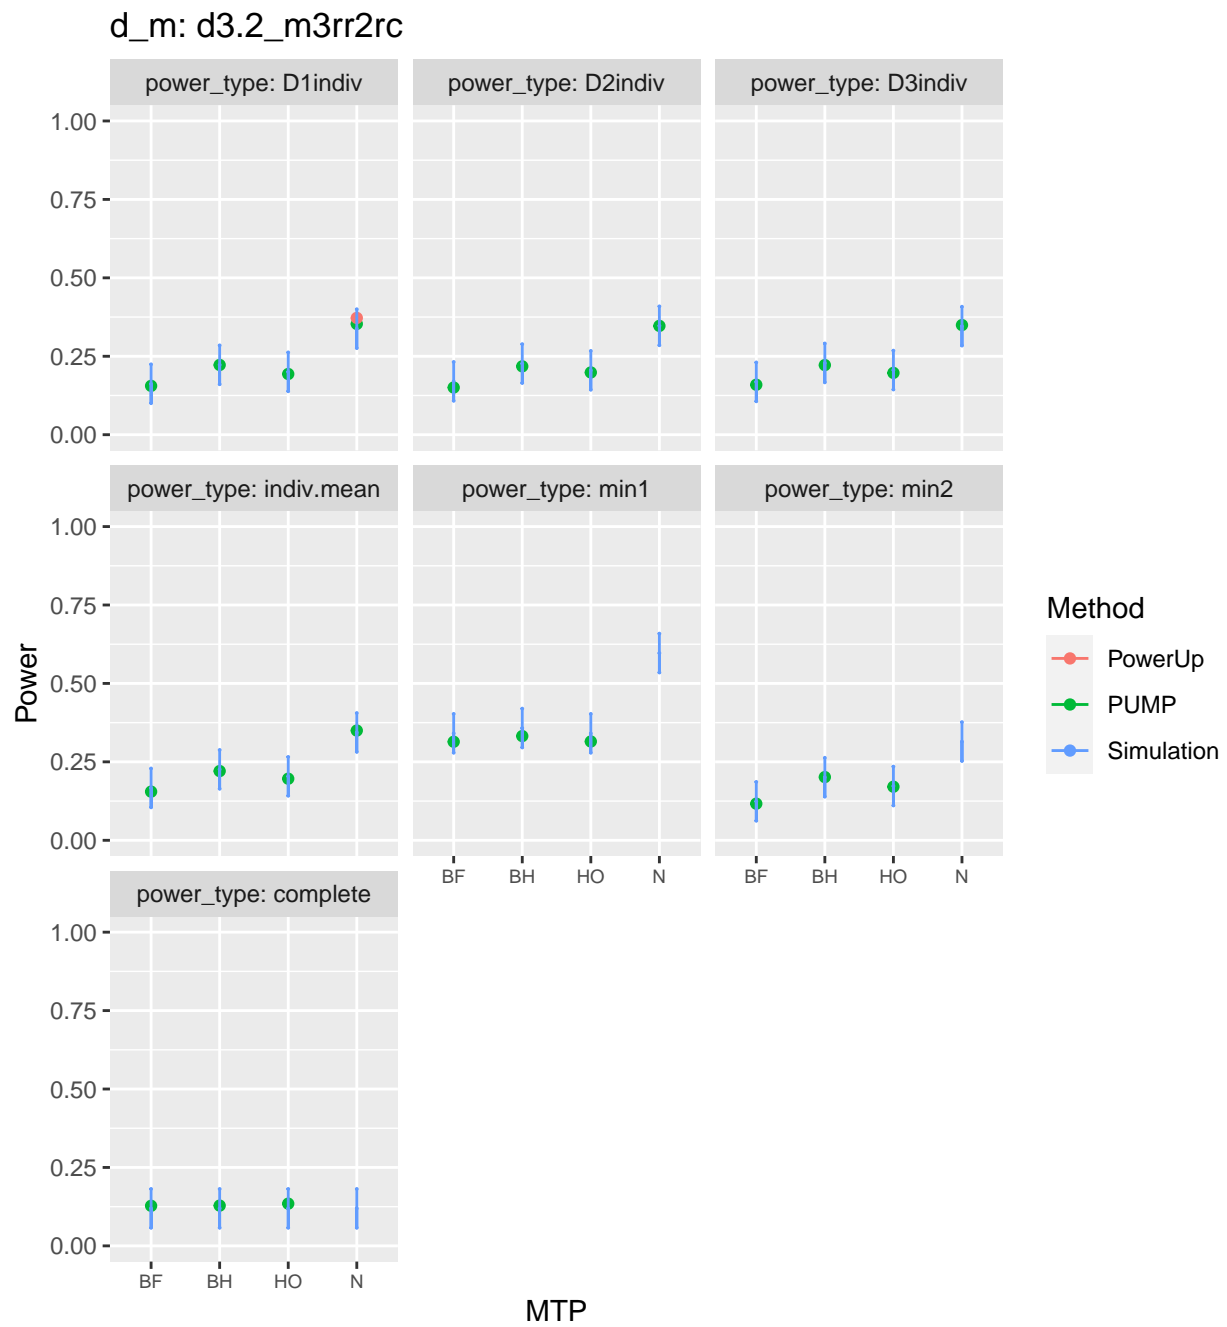 d_m: d3.2_m3rr2rc
power_type: D1indiv
power_type: D2indiv
power_type: D3indiv
1.00
0.75
0.50
0.25
0.00
power_type: indiv.mean
power_type: min1
power_type: min2
1.00
0.75
0.50
0.25
0.00
BF BH HO N
BF BH HO N
power_type: complete
1.00
0.75
0.50
0.25
0.00
BF BH HO N
Power
MTP
Method
PowerUp
PUMP
Simulation